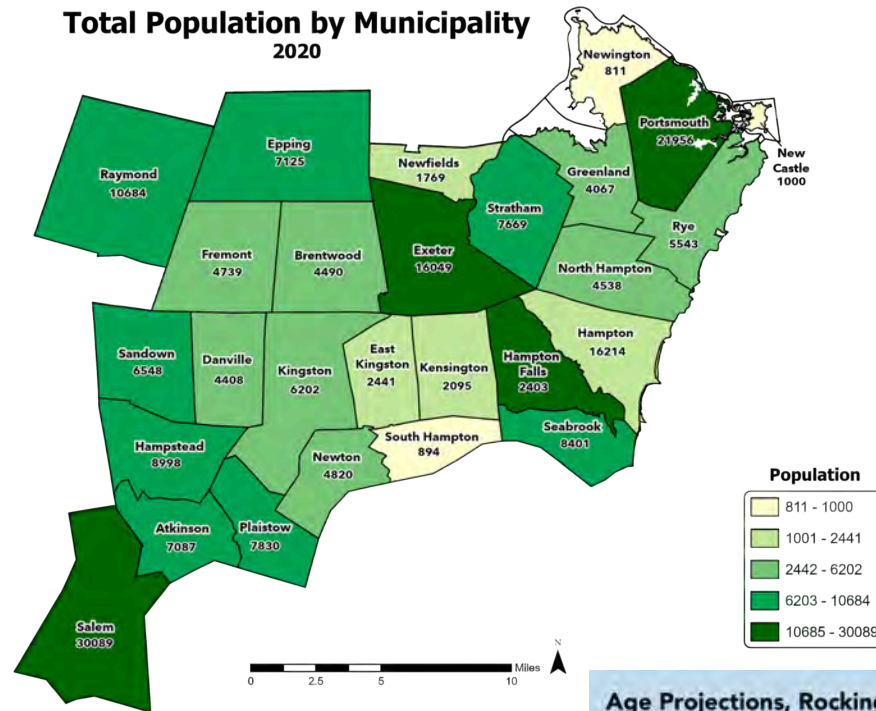 Total Population by Municipality
2020
Newington
811
Portsmouth
21956
New
Castle
1000
Epping
7125
Raymond
10684
Newfields
1769
Greenland
4067
Stratham
7669
Rye
5543
Fremont
4739
Brentwood
4490
Exeter
16049
North Hampton
4538
Sandown
6548
Danville
4408
Kingston
6202
East
Kingston
2441
Kensington
2095
Hampton
Falls
2403
Hampton
16214
Seabrook
8401
Hampstead
8998
Newton
4820
South Hampton
894
Atkinson
7087
Plaistow
7830
Salem
30089
Population
811 - 1000
1001 - 2441
2442 - 6202
6203 - 10684
10685 - 30089
N
Miles
0 2.5 5 10
Age Projections, Rocking